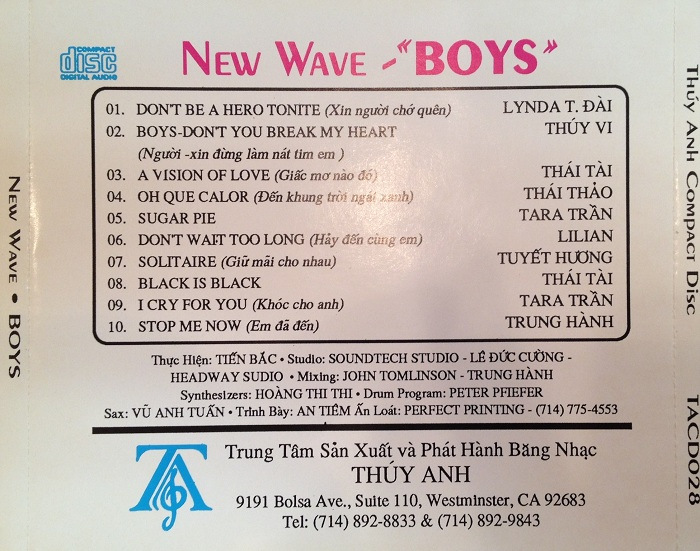 COMPACT
disc
DIGITAL AUDIO
NEW WAVE -"BOYS"
01. DON'T BE A HERO TONITE (Xin người chớ quên) LYNDA T. ĐÀI
02. BOYS-DON'T YOU BREAK MY HEART THÚY VI
(Người -xin đừng làm nát tim em )
03. A VISION OF LOVE (Giấc mơ nào đó) THÁI TÀI
04. OH QUE CALOR (Đến khung trời ngát xanh) THÁI THẢO
05. SUGAR PIE TARA TRẦN
06. DON'T WAIT TOO LONG (Hảy đến cùng em) LILIAN
07. SOLITAIRE (Giữ mãi cho nhau) TUYẾT HƯƠNG
08. BLACK IS BLACK THÁI TÀI
09. I CRY FOR YOU (Khóc cho anh) TARA TRẦN
10. STOP ME NOW (Em đã đến) TRUNG HÀNH
Thực Hiện: TIẾN BẮC • Studio: SOUNDTECH STUDIO - LÊ ĐỨC CƯỜNG -
HEADWAY SUDIO • Mixing: JOHN TOMLINSON - TRUNG HÀNH
Synthesizers: HOÀNG THI THI • Drum Program: PETER PFIEFER
Sax: VŨ ANH TUẤN • Trình Bày: AN TIÊM Ấn Loát: PERFECT PRINTING - (714) 775-4553
TA
Trung Tâm Sản Xuất và Phát Hành Băng Nhạc
THÚY ANH
9191 Bolsa Ave., Suite 110, Westminster, CA 92683
Tel: (714) 892-8833 & (714) 892-9843
NEW WAVE • BOYS
THÚY ANH COMPACT DISC TACD028